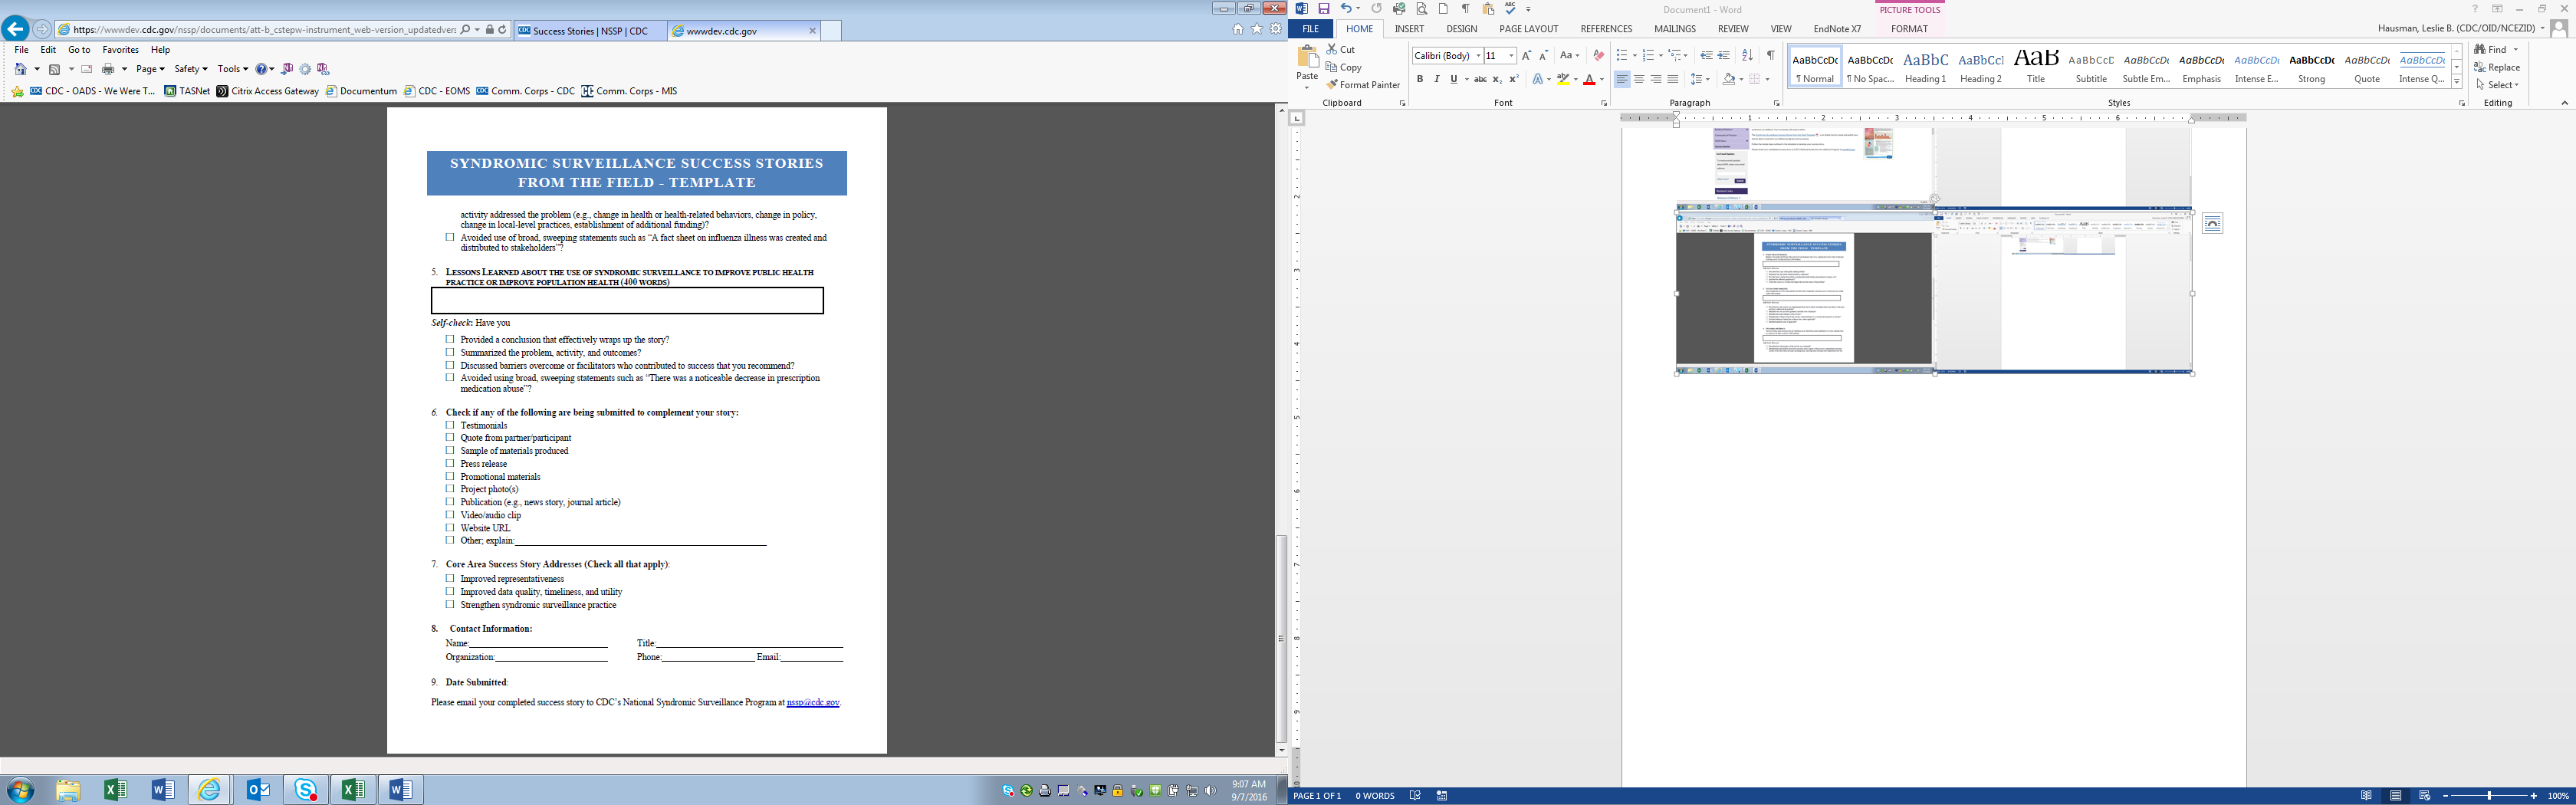 https://wwwdev.cdc.gov/nssp/documents/att-b_cstepw-instrument_web-version_updatedvers
Success Stories | NSSP | CDC
wwwdev.cdc.gov
File Edit Go to Favorites Help
Page Safety Tools
CDC - OADS - We Were T... TASNet Citrix Access Gateway Documentum CDC - EOMS Comm. Corps - CDC Comm. Corps - MIS
SYNDROMIC SURVEILLANCE SUCCESS STORIES
FROM THE FIELD - TEMPLATE
activity addressed the problem (e.g., change in health or health-related behaviors, change in policy,
change in local-level practices, establishment of additional funding)?
Avoided use of broad, sweeping statements such as “A fact sheet on influenza illness was created and
distributed to stakeholders”?
5. LESSONS LEARNED ABOUT THE USE OF SYNDROMIC SURVEILLANCE TO IMPROVE PUBLIC HEALTH
PRACTICE OR IMPROVE POPULATION HEALTH (400 WORDS)
Self-check: Have you
Provided a conclusion that effectively wraps up the story?
Summarized the problem, activity, and outcomes?
Discussed barriers overcome or facilitators who contributed to success that you recommend?
Avoided using broad, sweeping statements such as “There was a noticeable decrease in prescription
medication abuse”?
6. Check if any of the following are being submitted to complement your story:
Testimonials
Quote from partner/participant
Sample of materials produced
Press release
Promotional materials
Project photo(s)
Publication (e.g., news story, journal article)
Video/audio clip
Website URL
Other; explain:
7. Core Area Success Story Addresses (Check all that apply):
Improved representativeness
Improved data quality, timeliness, and utility
Strengthen syndromic surveillance practice
8. Contact Information:
Name: Title:
Organization: Phone: Email:
9. Date Submitted:
Please email your completed success story to CDC’s National Syndromic Surveillance Program at nssp@cdc.gov.
9:07 AM
9/7/2016
Document1 - Word
PICTURE TOOLS
FILE HOME INSERT DESIGN PAGE LAYOUT REFERENCES MAILINGS REVIEW VIEW EndNote X7 FORMAT
Hausman, Leslie B. (CDC/OID/NCEZID)
Paste
Cut
Copy
Format Painter
Clipboard
Calibri (Body) 11
Font
Paragraph
AaBbCcDc AaBbCcDc AaBbC AaBbCcI AaB AaBbCcD AaBbCcDc AaBbCcDc AaBbCcDc AaBbCcDc AaBbCcDc AaBbCcDc
¶ Normal ¶ No Spac... Heading 1 Heading 2 Title Subtitle Subtle Em... Emphasis Intense E... Strong Quote Intense Q...
Styles
Find
Replace
Select
Editing
SYNDROMIC SURVEILLANCE SUCCESS STORIES
FROM THE FIELD - TEMPLATE
PAGE 1 OF 1 0 WORDS
100%